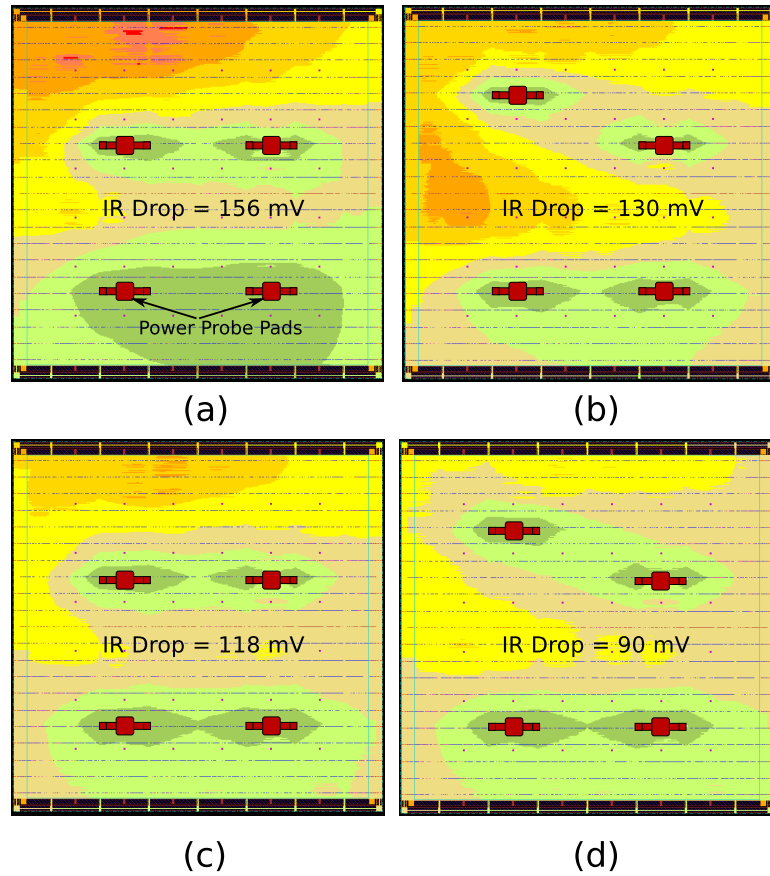 IR Drop = 156 mV
Power Probe Pads
(a)
IR Drop = 130 mV
(b)
IR Drop = 118 mV
(c)
IR Drop = 90 mV
(d)